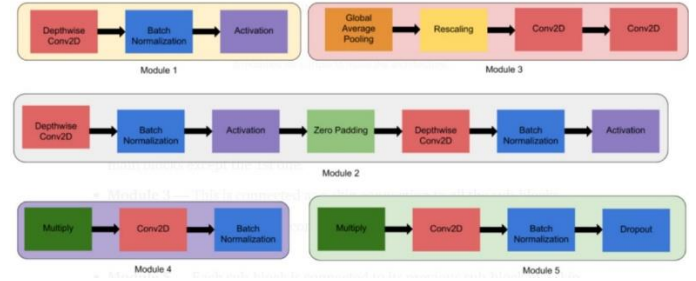 Depthwise
Conv2D
Batch
Normalization
Activation
Module 1
Global
Average
Pooling
Rescaling
Conv2D
Conv2D
Module 3
Depthwise
Conv2D
Batch
Normalization
Activation
Zero Padding
Depthwise
Conv2D
Batch
Normalization
Activation
Module 2
Multiply
Conv2D
Batch
Normalization
Module 4
Multiply
Conv2D
Batch
Normalization
Dropout
Module 5